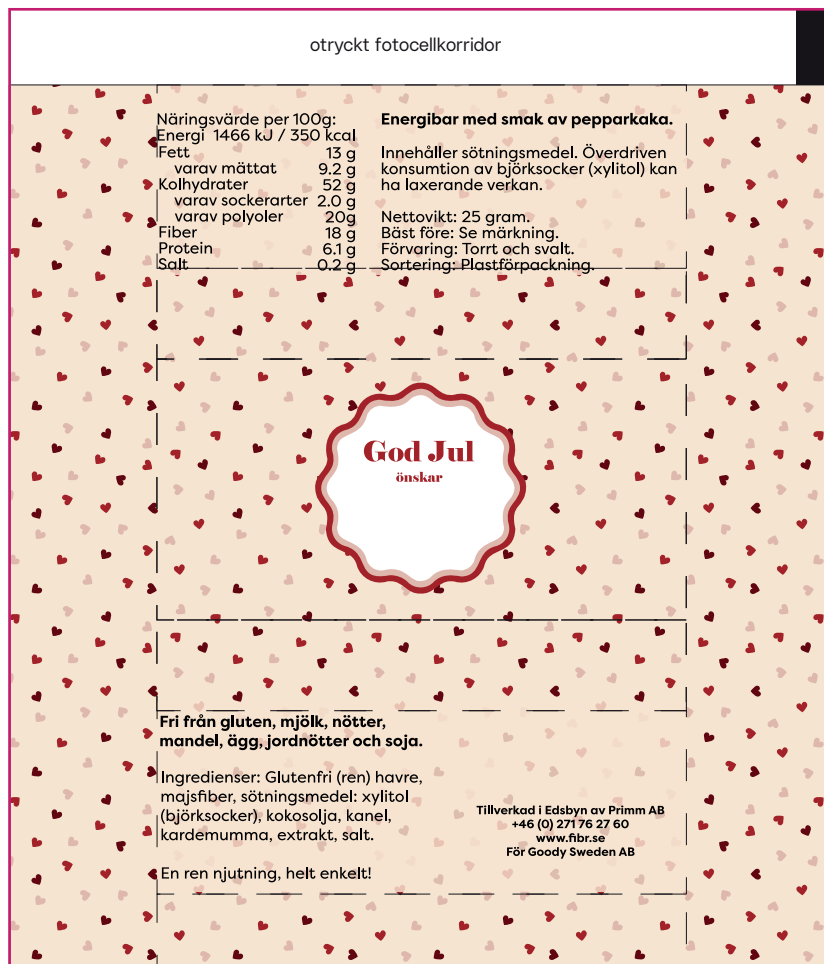 otryckt fotocellkorridor
Näringsvärde per 100g:
Energi 1466 kJ / 350 kcal
Fett 13 g
varav mättat 9.2 g
Kolhydrater 52 g
varav sockerarter 2.0 g
varav polyoler 20g
Fiber 18 g
Protein 6.1 g
Salt 0.2 g
Energibar med smak av pepparkaka.
Innehåller sötningsmedel. Överdriven
konsumtion av björksocker (xylitol) kan
ha laxerande verkan.
Nettovikt: 25 gram.
Bäst före: Se märkning.
Förvaring: Torrt och svalt.
Sortering: Plastförpackning.
God Jul
önskar
Fri från gluten, mjölk, nötter,
mandel, ägg, jordnötter och soja.
Ingredienser: Glutenfri (ren) havre,
majsfiber, sötningsmedel: xylitol
(björksocker), kokosolja, kanel,
kardemumma, extrakt, salt.
En ren njutning, helt enkelt!
Tillverkad i Edsbyn av Primm AB
+46 (0) 271 76 27 60
www.fibr.se
För Goody Sweden AB